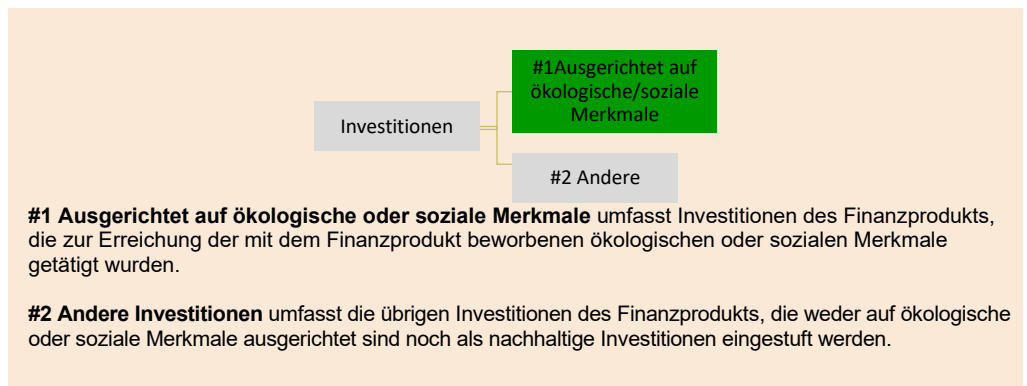 #1Ausgerichtet auf
ökologische/soziale
Merkmale
Investitionen
#2 Andere
#1 Ausgerichtet auf ökologische oder soziale Merkmale umfasst Investitionen des Finanzprodukts,
die zur Erreichung der mit dem Finanzprodukt beworbenen ökologischen oder sozialen Merkmale
getätigt wurden.
#2 Andere Investitionen umfasst die übrigen Investitionen des Finanzprodukts, die weder auf ökologische
oder soziale Merkmale ausgerichtet sind noch als nachhaltige Investitionen eingestuft werden.